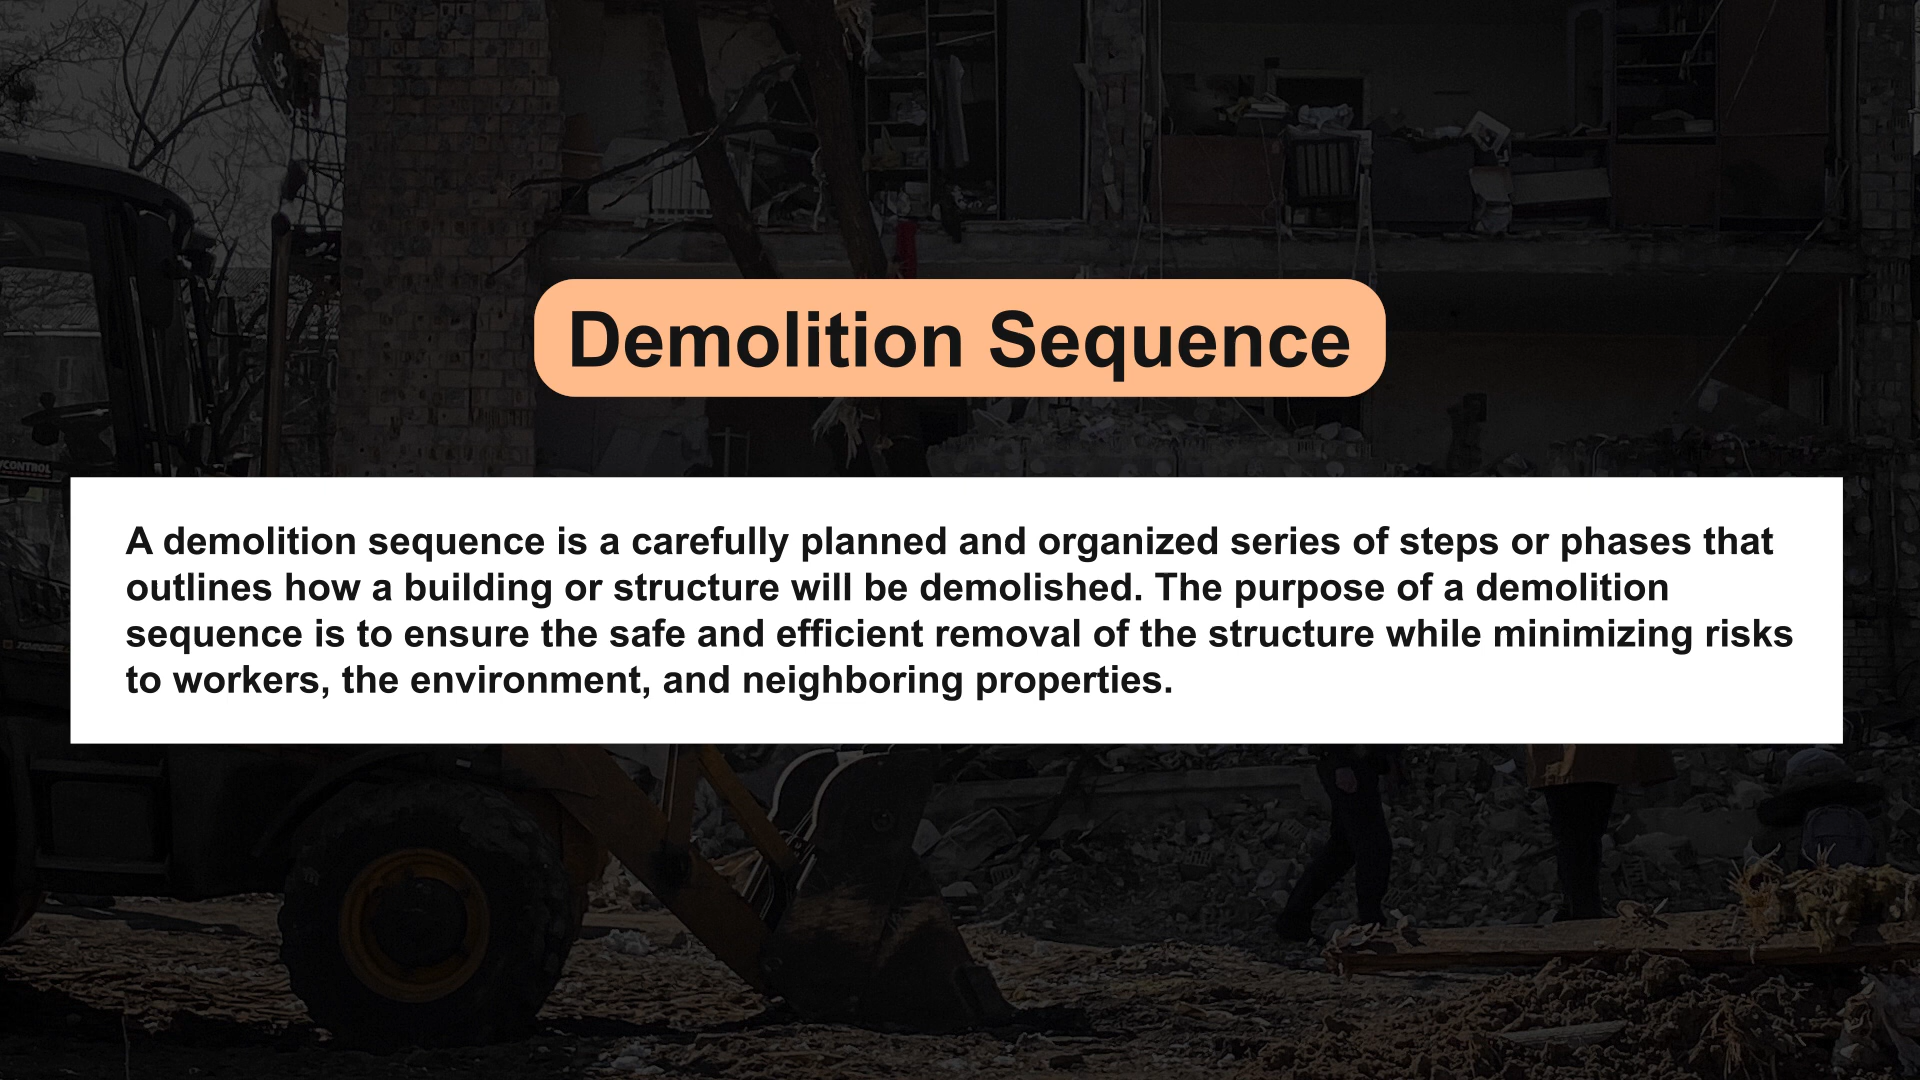 Demolition Sequence
A demolition sequence is a carefully planned and organized series of steps or phases that
outlines how a building or structure will be demolished. The purpose of a demolition
sequence is to ensure the safe and efficient removal of the structure while minimizing risks
to workers, the environment, and neighboring properties.